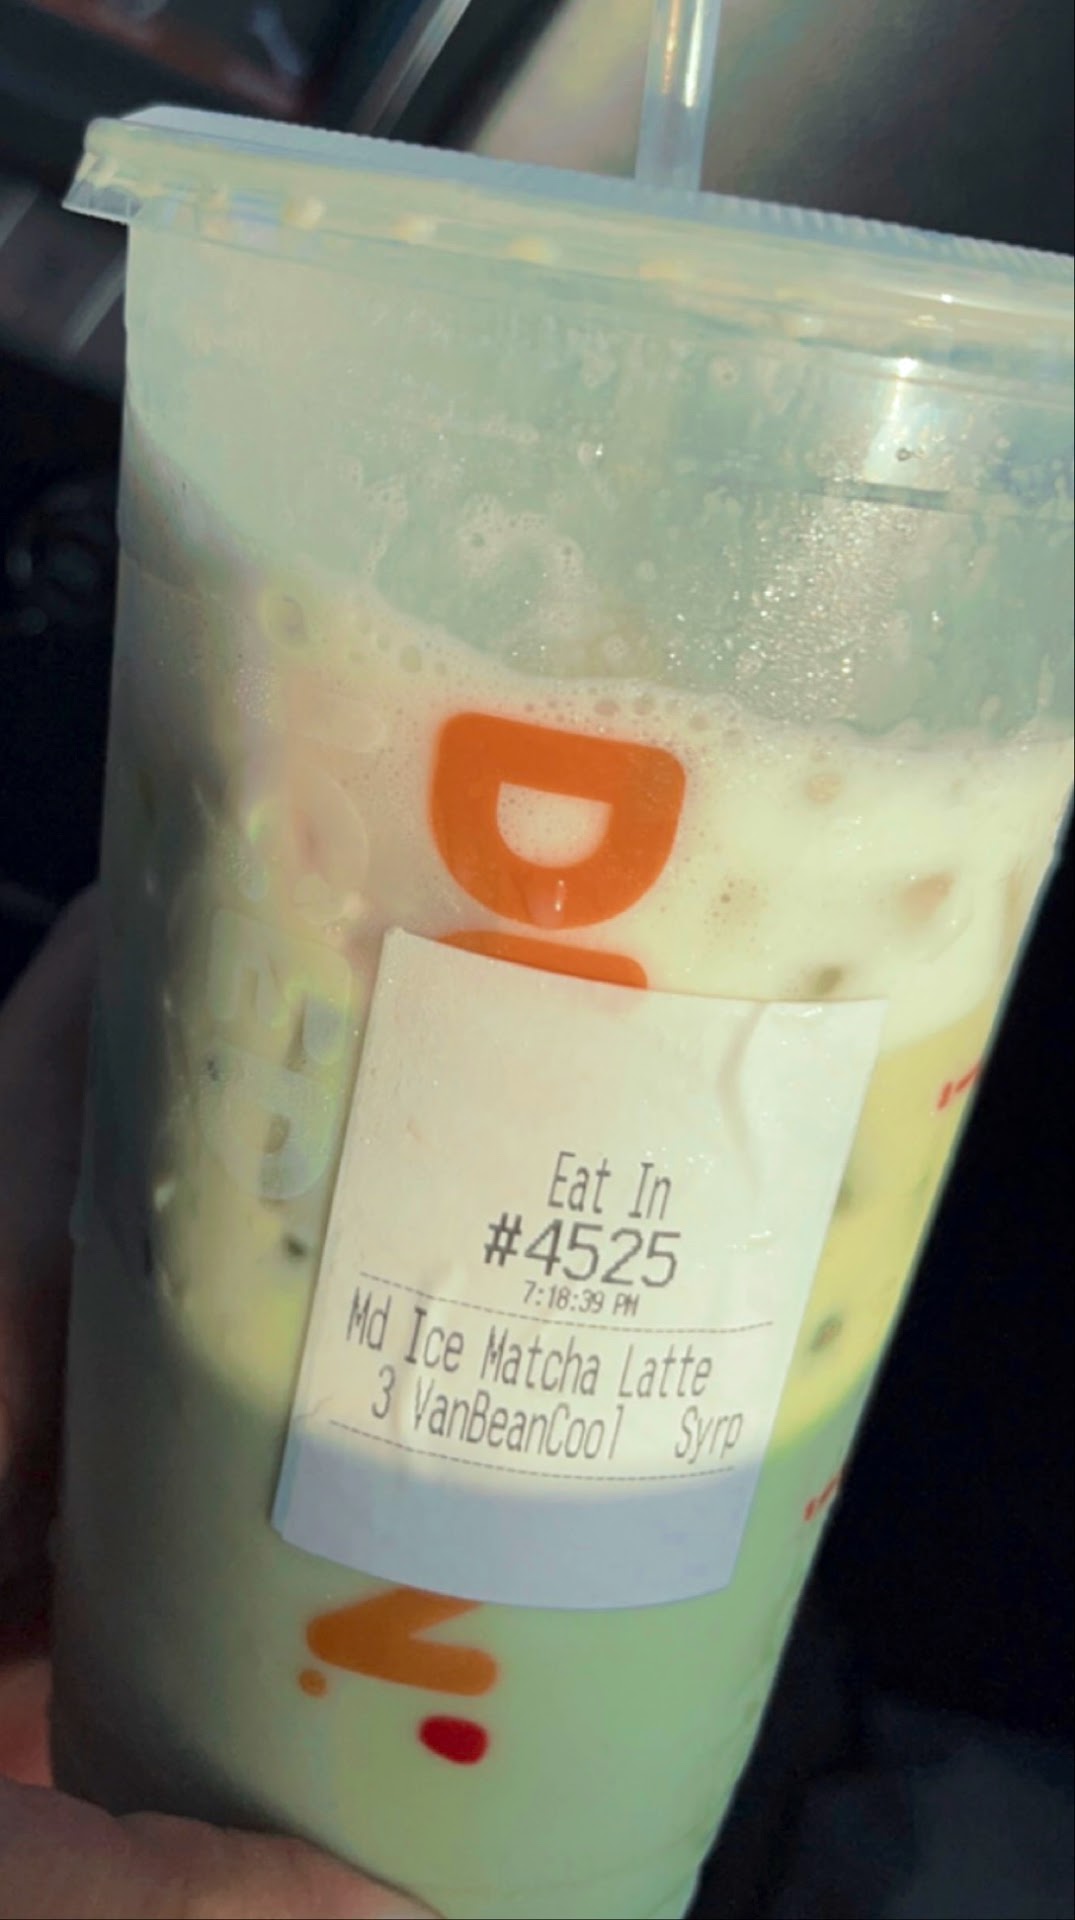 Eat In
#4525
7:18:39 PM
Md Ice Matcha Latte
3 VanBeanCool Syrp